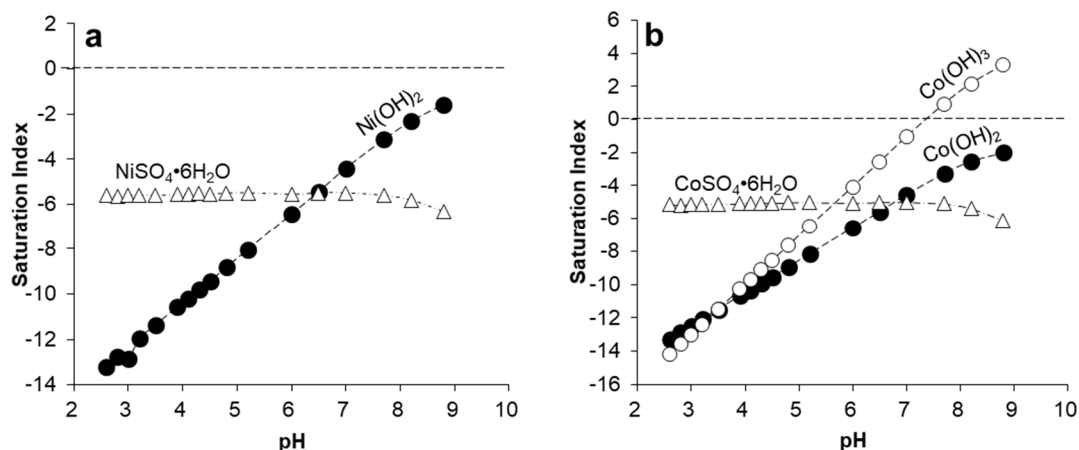 a
2
0
-2
-4
-6
-8
-10
-12
-14
Saturation Index
Ni(OH)₂
NiSO₄•6H₂O
2 3 4 5 6 7 8 9 10
pH
b
6
4
2
0
-2
-4
-6
-8
-10
-12
-14
-16
Saturation Index
Co(OH)₃
Co(OH)₂
CoSO₄•6H₂O
2 3 4 5 6 7 8 9 10
pH